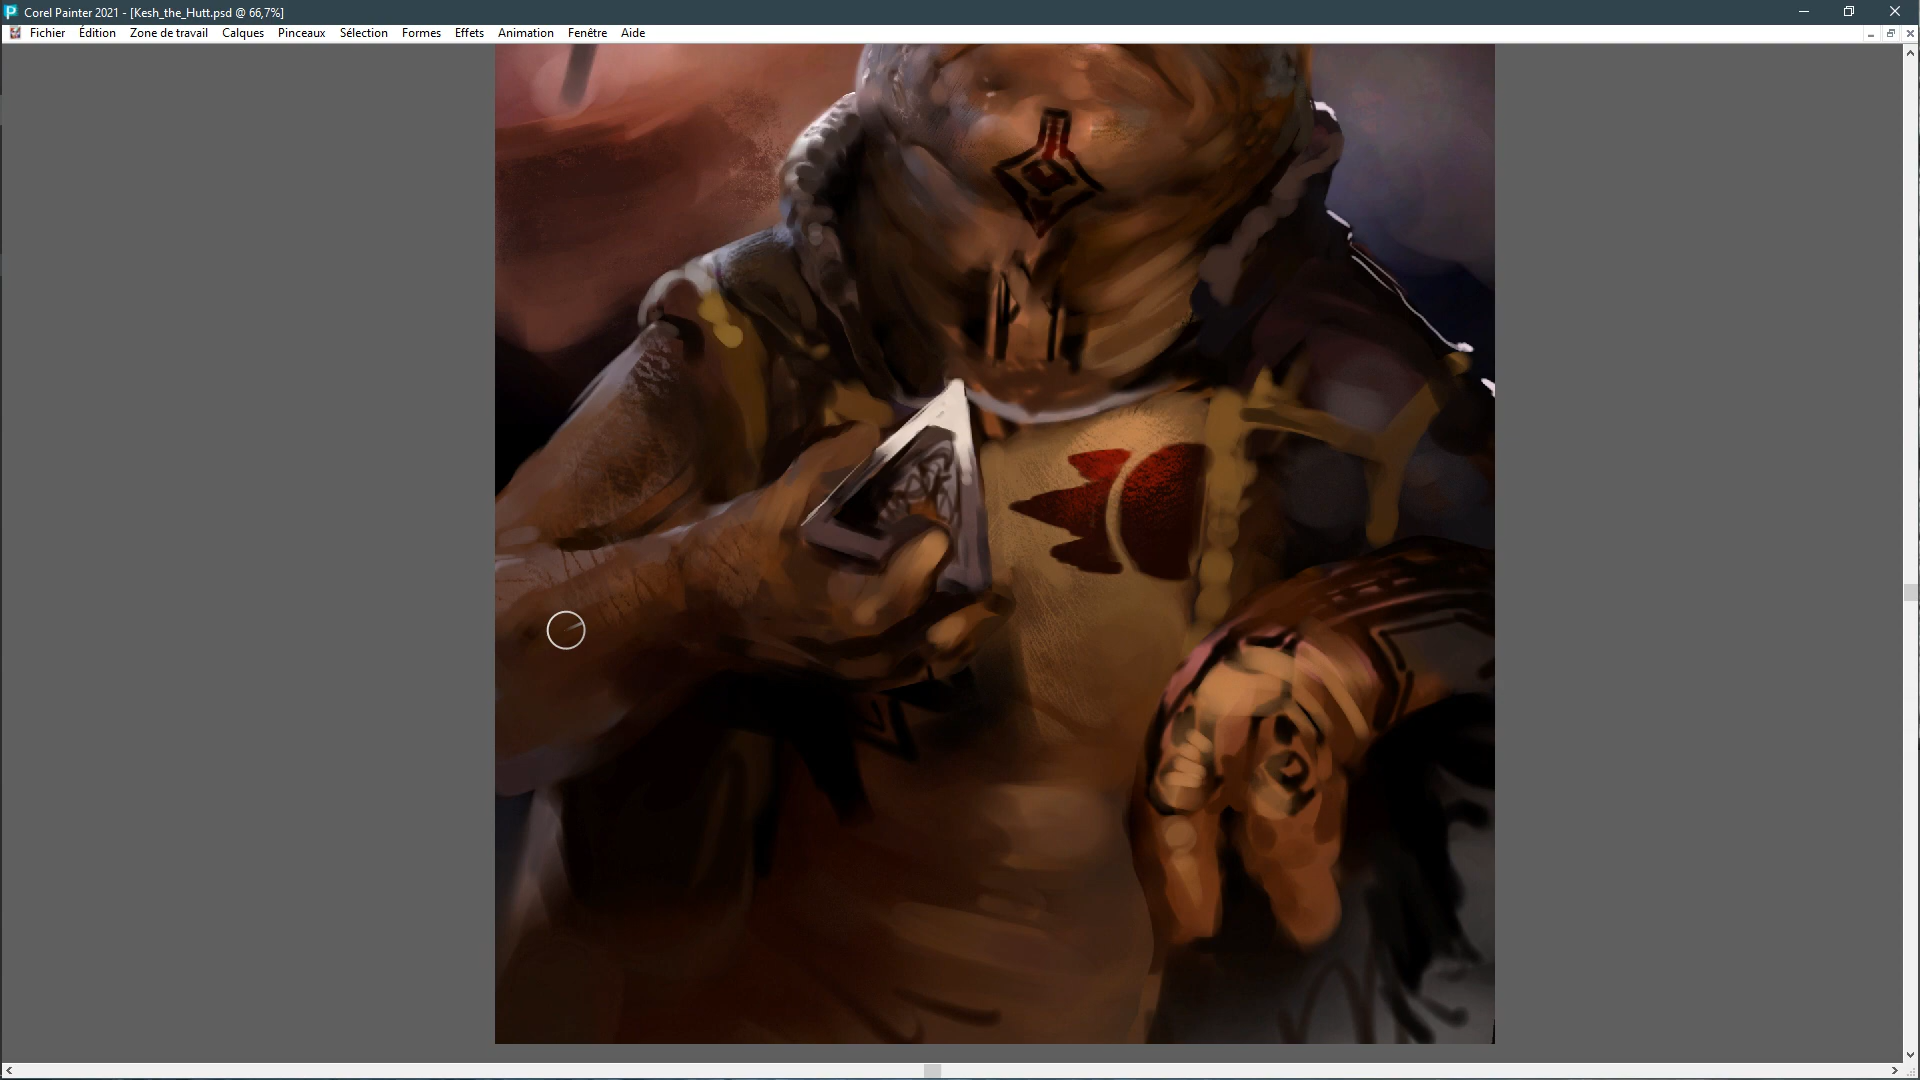 Corel Painter 2021 - [Kesh_the_Hutt.psd @ 66,7%]
Fichier Édition Zone de travail Calques Pinceaux Sélection Formes Effets Animation Fenêtre Aide